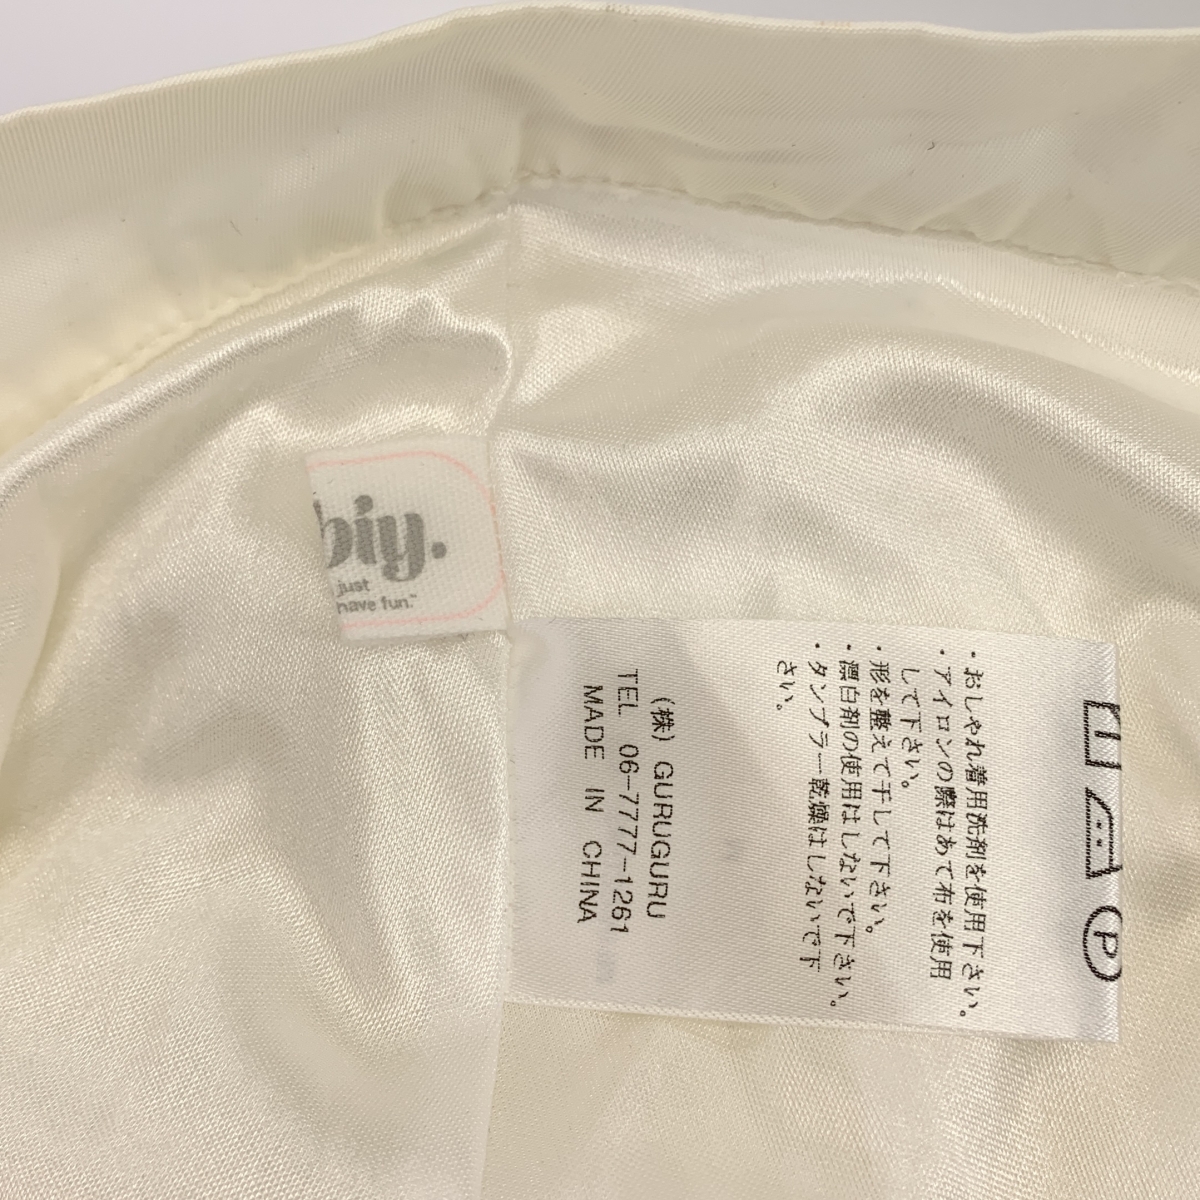 biy.
just
have fun.™
・おしゃれ着用洗剤を使用下さい。
・アイロンの際はあて布を使用
して下さい。
・形を整えて干して下さい。
・漂白剤の使用はしないで下さい。
・タンブラー乾燥はしないで下
さい。
(株) GURUGURU
TEL 06-7777-1261
MADE IN CHINA
P